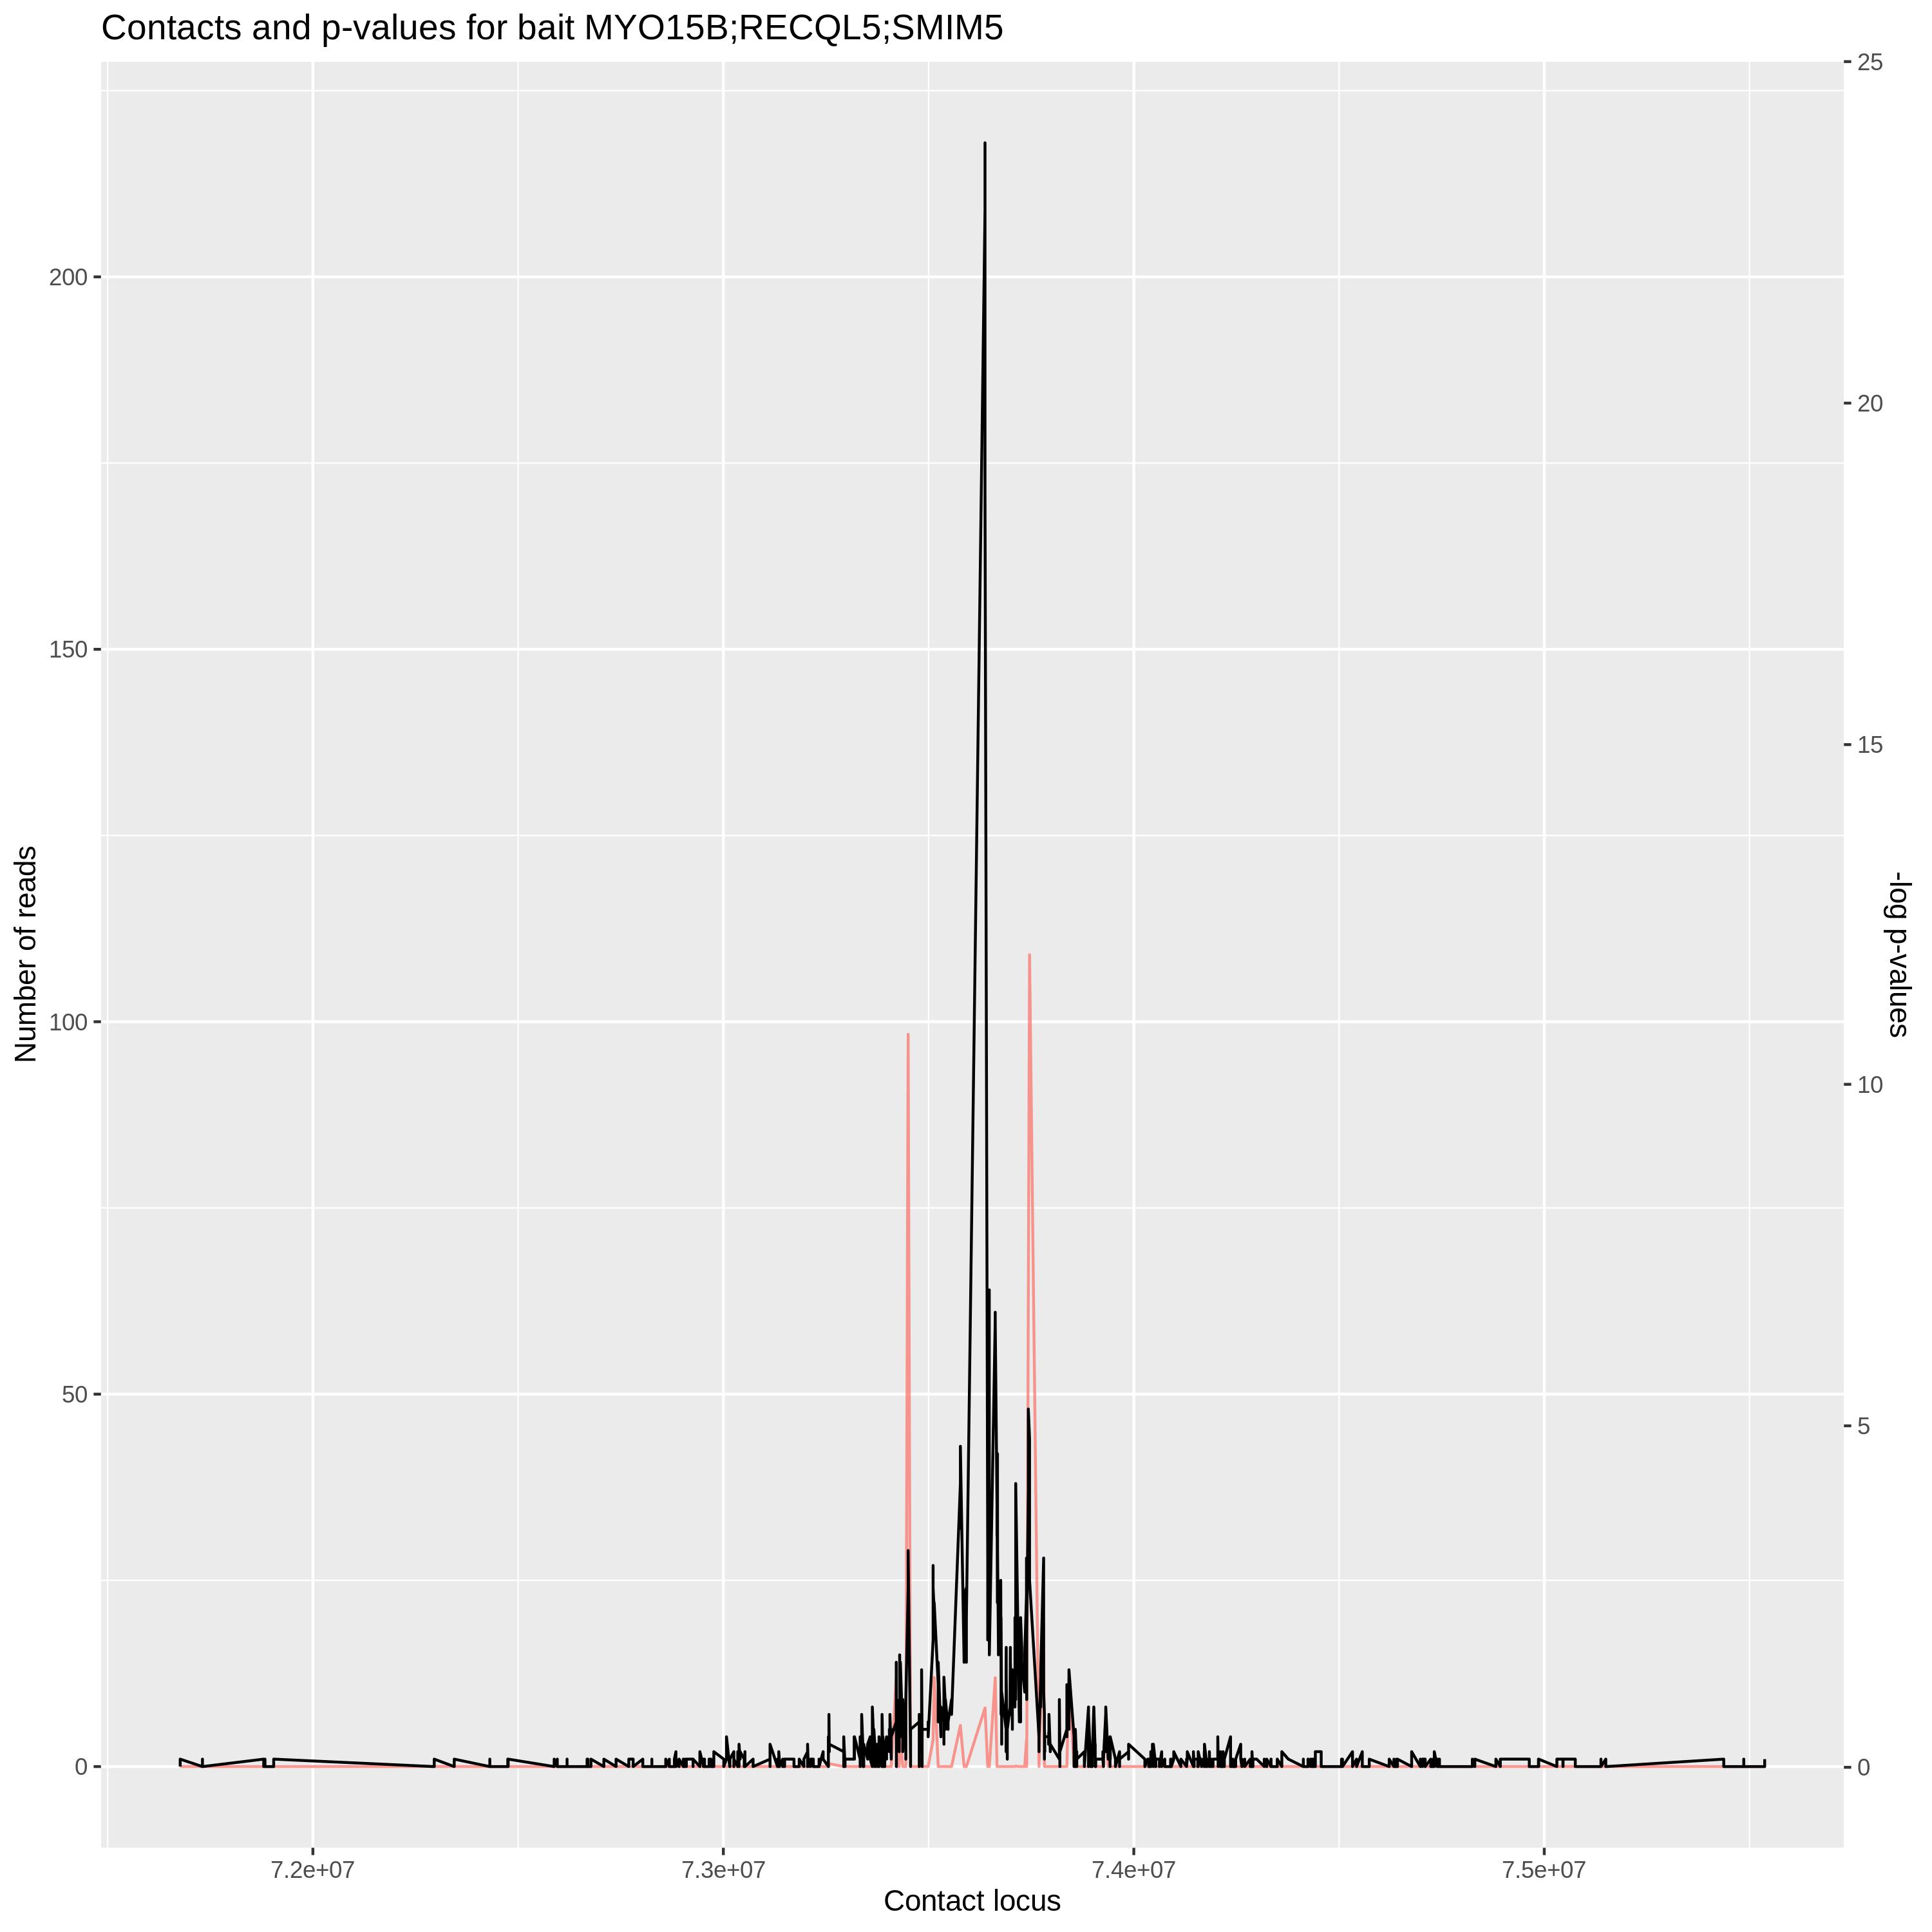 Contacts and p-values for bait MYO15B;RECQL5;SMIM5
25
200
20
150
15
Number of reads
-log p-values
100
10
50
5
0
0
7.2e+07
7.3e+07
7.4e+07
7.5e+07
Contact locus